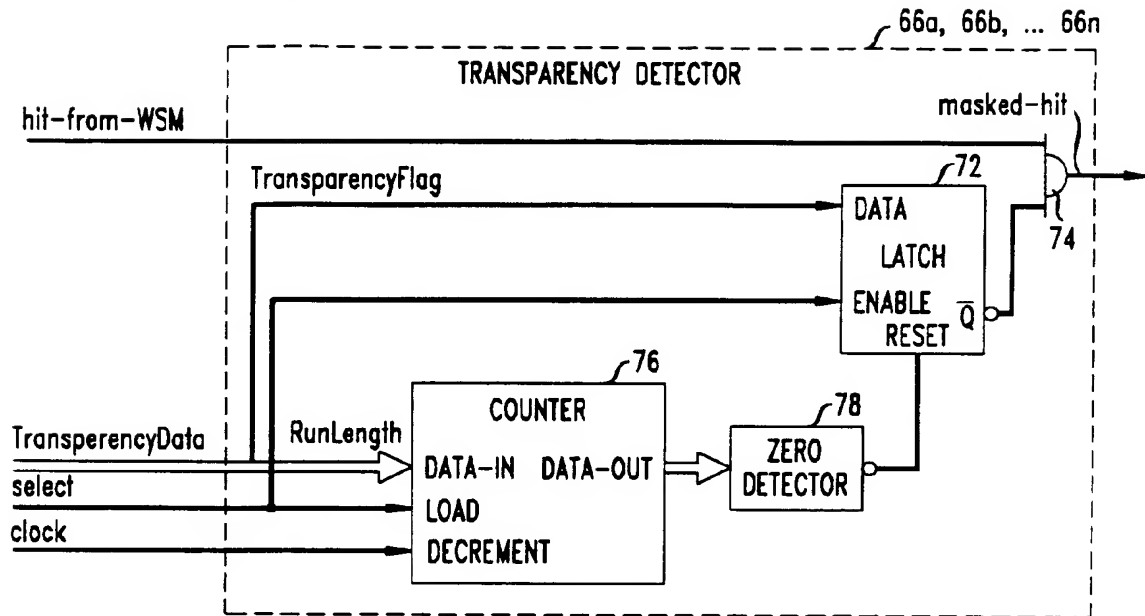 66a, 66b, ... 66n
TRANSPARENCY DETECTOR
masked-hit
hit-from-WSM
TransparencyFlag
72
DATA
LATCH
ENABLE
Q̅
RESET
74
76
COUNTER
78
TransperencyData
RunLength
DATA-IN DATA-OUT
ZERO
DETECTOR
select
LOAD
clock
DECREMENT